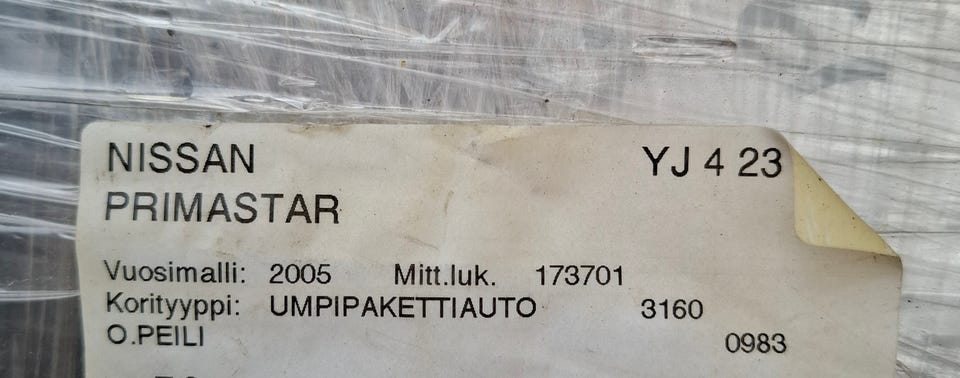 NISSAN YJ 4 23
PRIMASTAR
Vuosimalli: 2005 Mitt.luk. 173701
Korityyppi: UMPIPAKETTIAUTO 3160
O.PEILI 0983